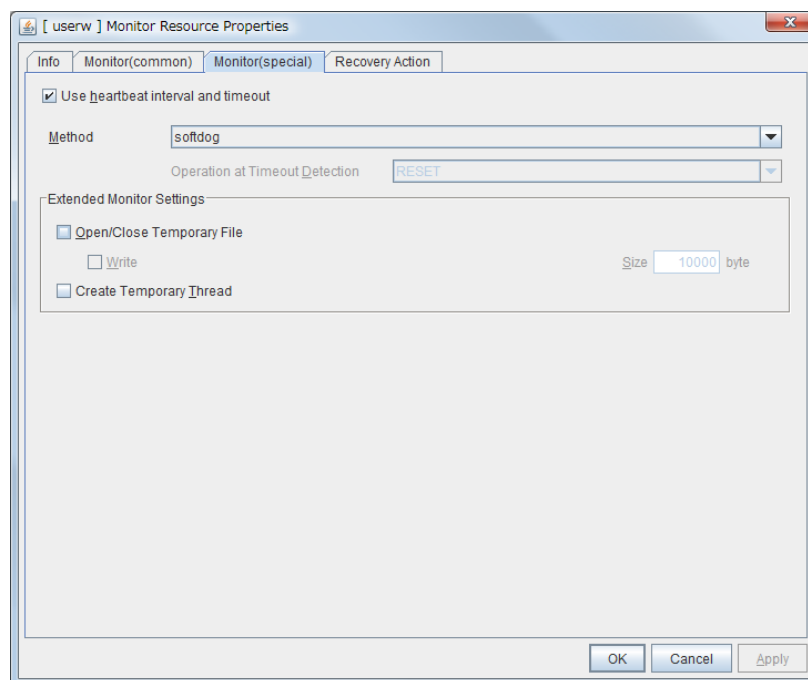 [ userw ] Monitor Resource Properties
Info Monitor(common) Monitor(special) Recovery Action
Use heartbeat interval and timeout
Method softdog
Operation at Timeout Detection RESET
Extended Monitor Settings
Open/Close Temporary File
Write Size 10000 byte
Create Temporary Thread
OK Cancel Apply